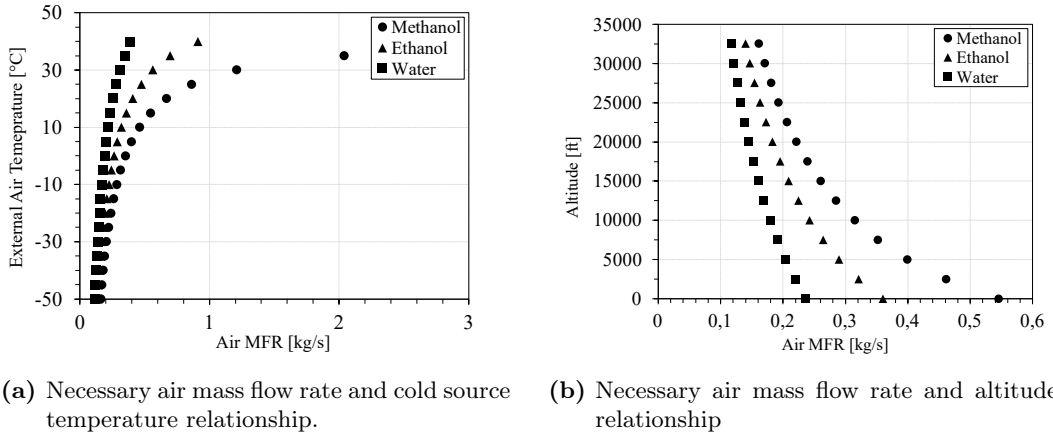 50
30
10
-10
-30
-50
External Air Temeprature [°C]
Methanol
Ethanol
Water
0
1
2
3
Air MFR [kg/s]
35000
30000
25000
20000
15000
10000
5000
0
Altitude [ft]
Methanol
Ethanol
Water
0
0,1
0,2
0,3
0,4
0,5
0,6
Air MFR [kg/s]
(a) Necessary air mass flow rate and cold source
temperature relationship.
(b) Necessary air mass flow rate and altitude
relationship